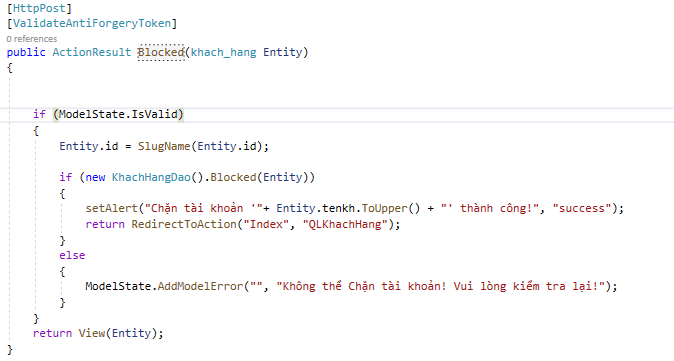 [HttpPost]
[ValidateAntiForgeryToken]
0 references
public ActionResult Blocked(khach_hang Entity)
{
if (ModelState.IsValid)
{
Entity.id = SlugName(Entity.id);
if (new KhachHangDao().Blocked(Entity))
{
setAlert("Chặn tài khoản '"+ Entity.tenkh.ToUpper() + "' thành công!", "success");
return RedirectToAction("Index", "QLKhachHang");
}
else
{
ModelState.AddModelError("", "Không thể Chặn tài khoản! Vui lòng kiểm tra lại!");
}
}
return View(Entity);
}